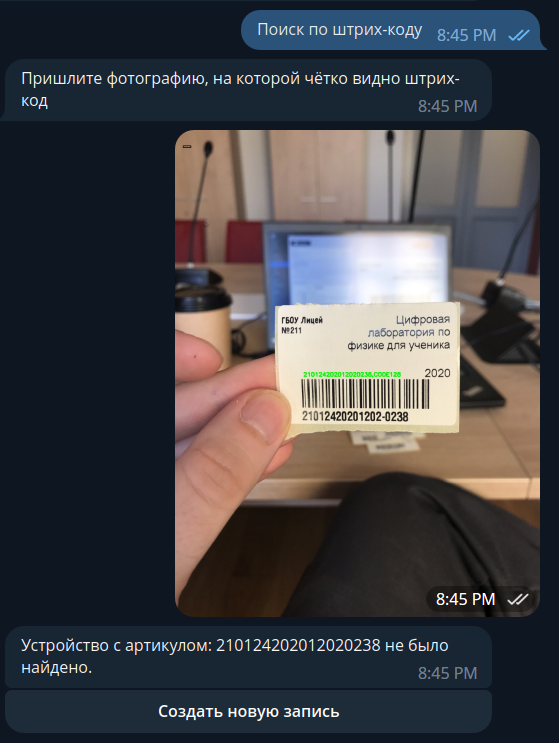 Поиск по штрих-коду
8:45 PM
Пришлите фотографию, на которой чётко видно штрих-
код
8:45 PM
ГБОУ Лицей
№211
Цифровая
лаборатория по
физике для ученика
2020
210124202012020238,CODE128
21012420201202-0238
8:45 PM
Устройство с артикулом: 210124202012020238 не было
найдено.
8:45 PM
Создать новую запись